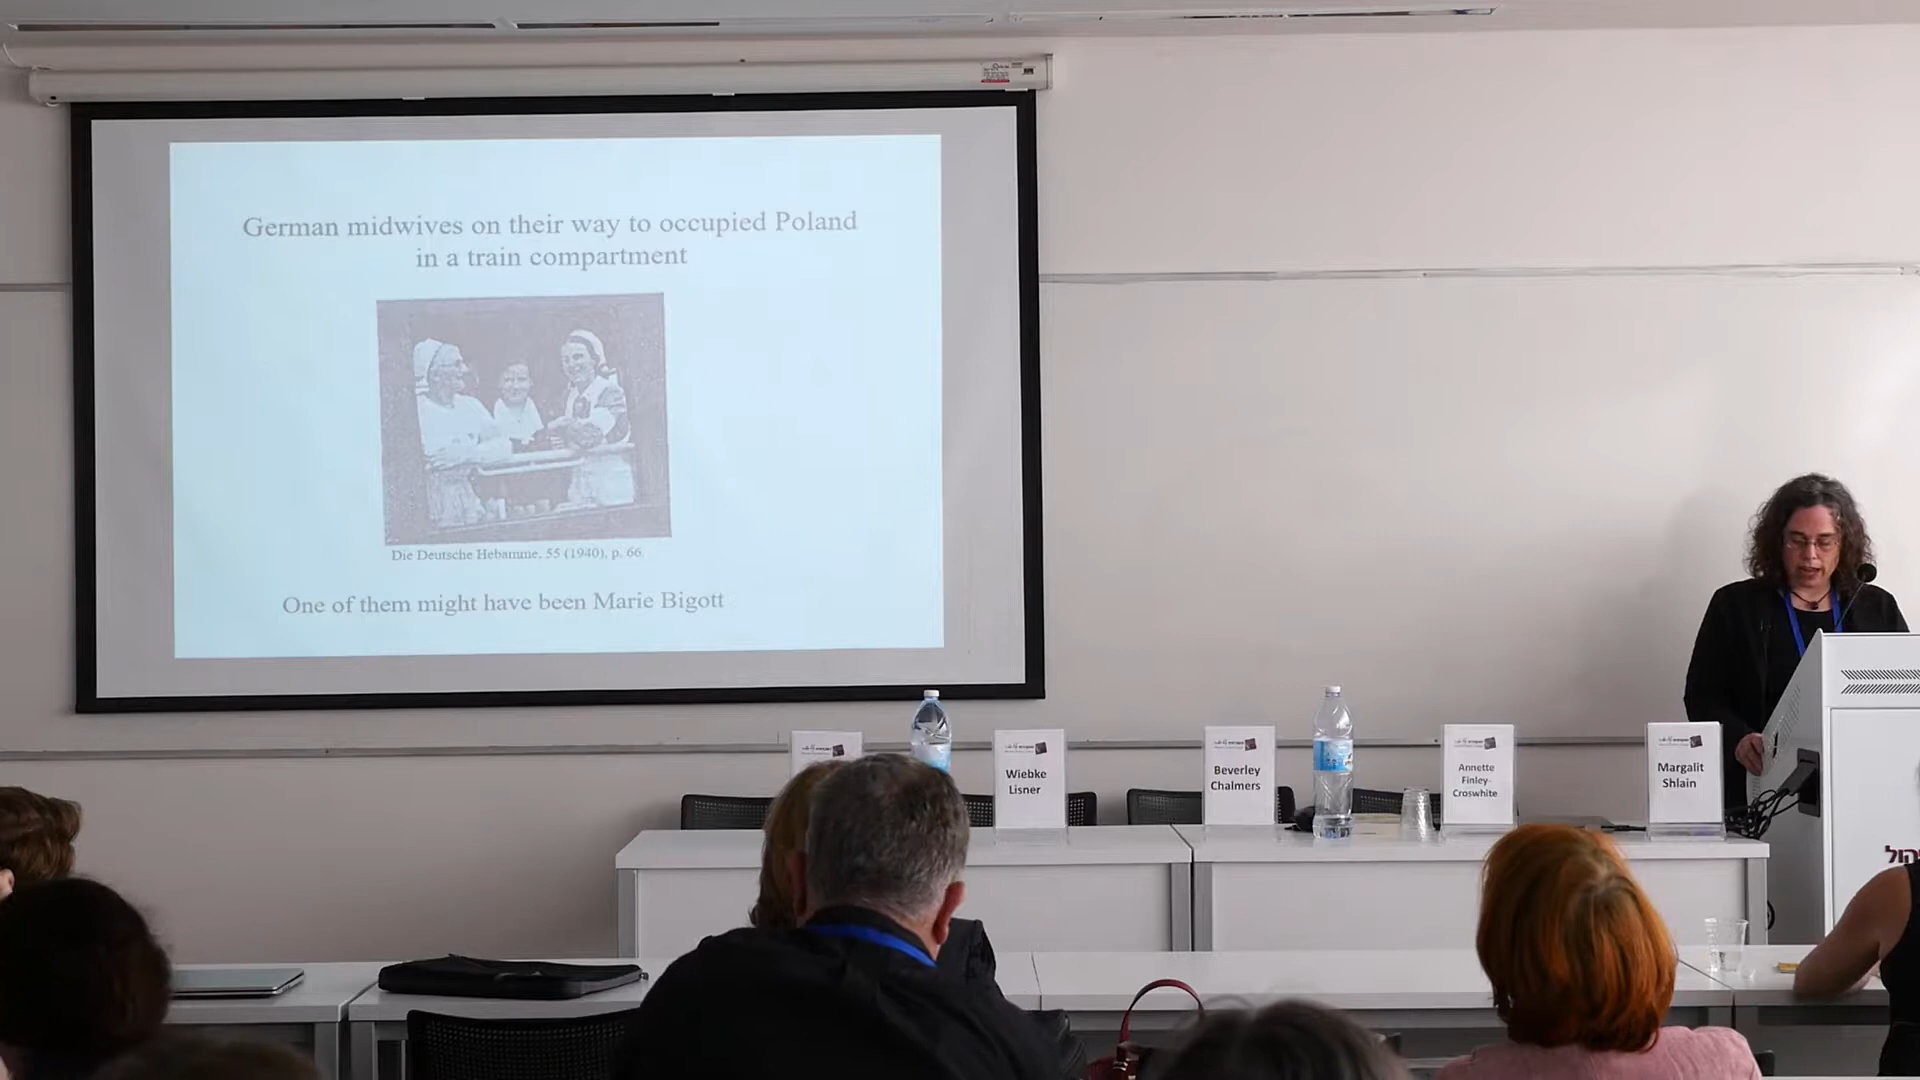 German midwives on their way to occupied Poland
in a train compartment
Die Deutsche Hebamme, 55 (1940), p. 66
One of them might have been Marie Bigott
Wiebke
Lisner
Beverley
Chalmers
Annette
Finley-
Croswhite
Margalit
Shlain